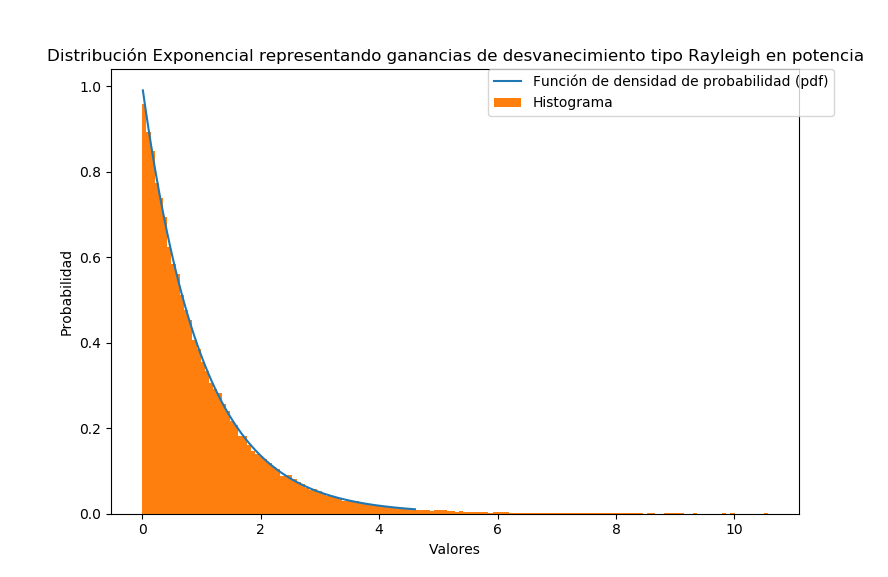 Distribución Exponencial representando ganancias de desvanecimiento tipo Rayleigh en potencia
Función de densidad de probabilidad (pdf)
Histograma
1.0
0.8
0.6
0.4
0.2
0.0
Probabilidad
0 2 4 6 8 10
Valores